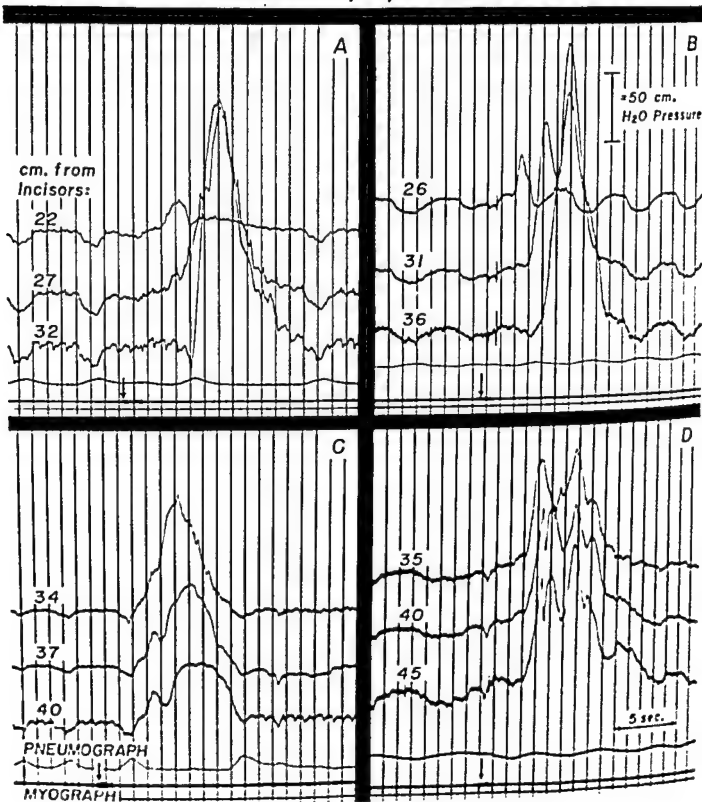 A
cm. from
Incisors:
22
27
32
B
=50 cm.
H₂O Pressure
26
31
36
C
34
37
40
PNEUMOGRAPH
MYOGRAPH
D
35
40
45
5 sec.